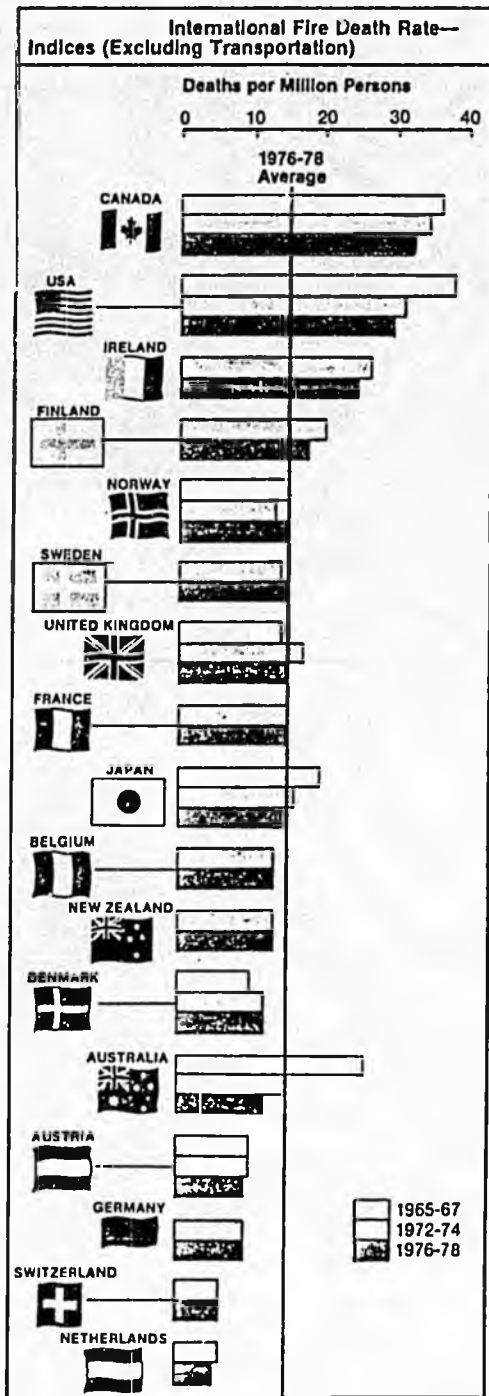 International Fire Death Rate—
Indices (Excluding Transportation)
Deaths per Million Persons
0 10 20 30 40
1976-78
Average
CANADA
USA
IRELAND
FINLAND
NORWAY
SWEDEN
UNITED KINGDOM
FRANCE
JAPAN
BELGIUM
NEW ZEALAND
DENMARK
AUSTRALIA
AUSTRIA
GERMANY
1965-67
1972-74
1976-78
SWITZERLAND
NETHERLANDS